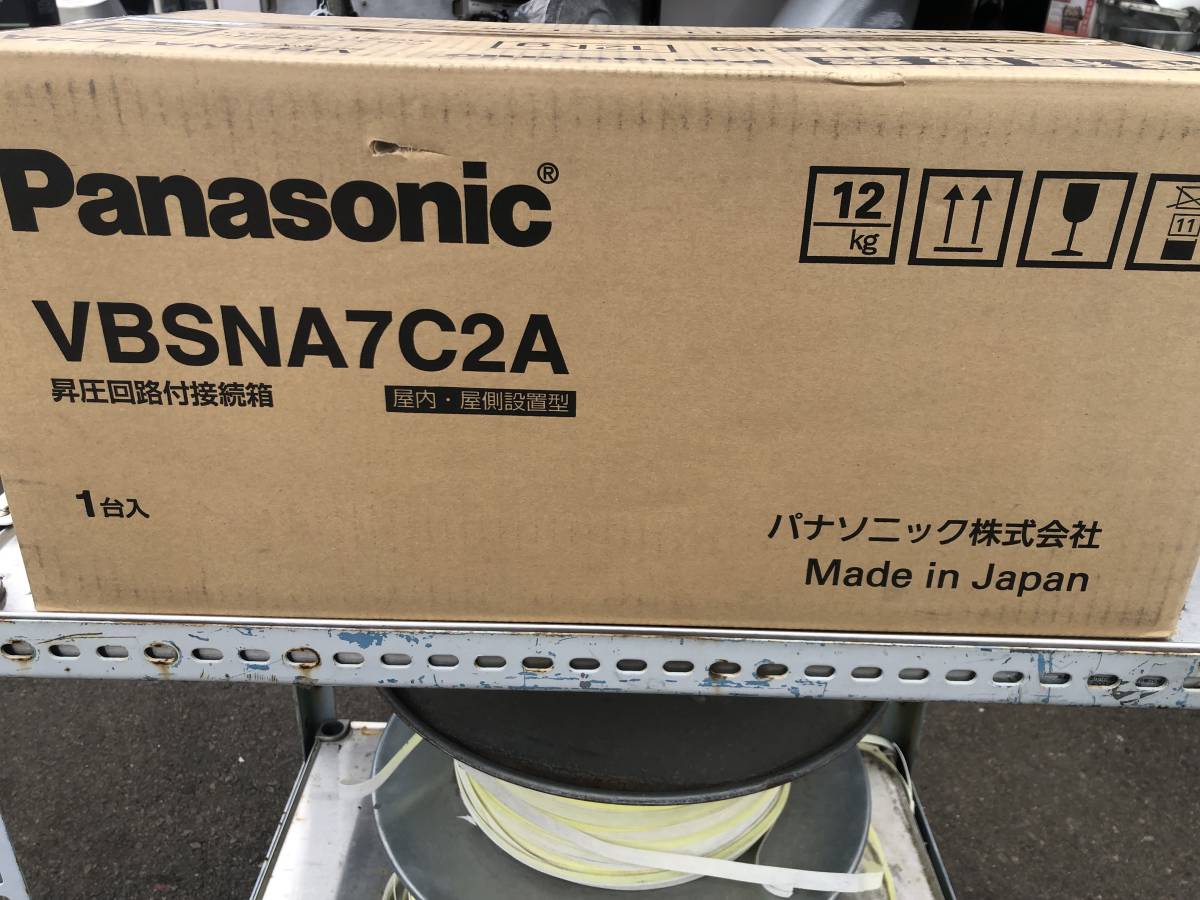 Panasonic®
12
kg
11
VBSNA7C2A
昇圧回路付接続箱
屋内・屋側設置型
1台入
パナソニック株式会社
Made in Japan